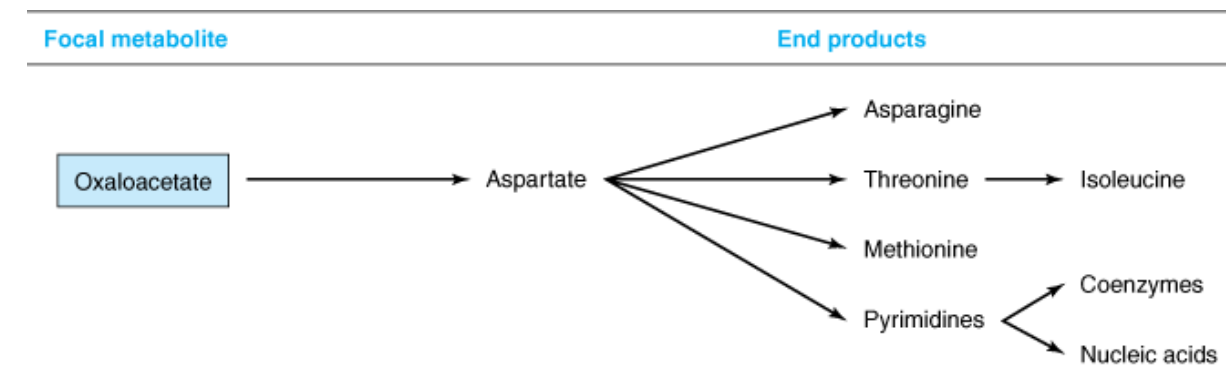 Focal metabolite
End products
Asparagine
Oxaloacetate
Aspartate
Threonine
Isoleucine
Methionine
Coenzymes
Pyrimidines
Nucleic acids